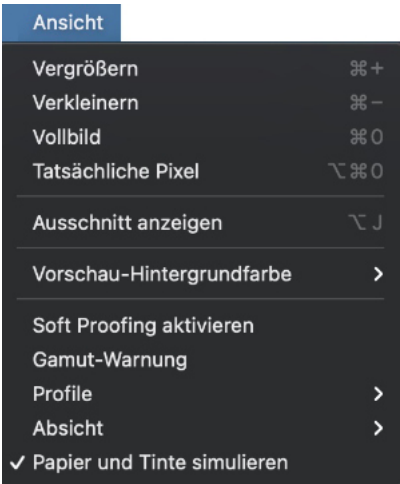 Ansicht
Vergrößern ⌘+
Verkleinern ⌘−
Vollbild ⌘0
Tatsächliche Pixel ⌥⌘0
Ausschnitt anzeigen ⌥J
Vorschau-Hintergrundfarbe >
Soft Proofing aktivieren
Gamut-Warnung
Profile >
Absicht >
✓ Papier und Tinte simulieren